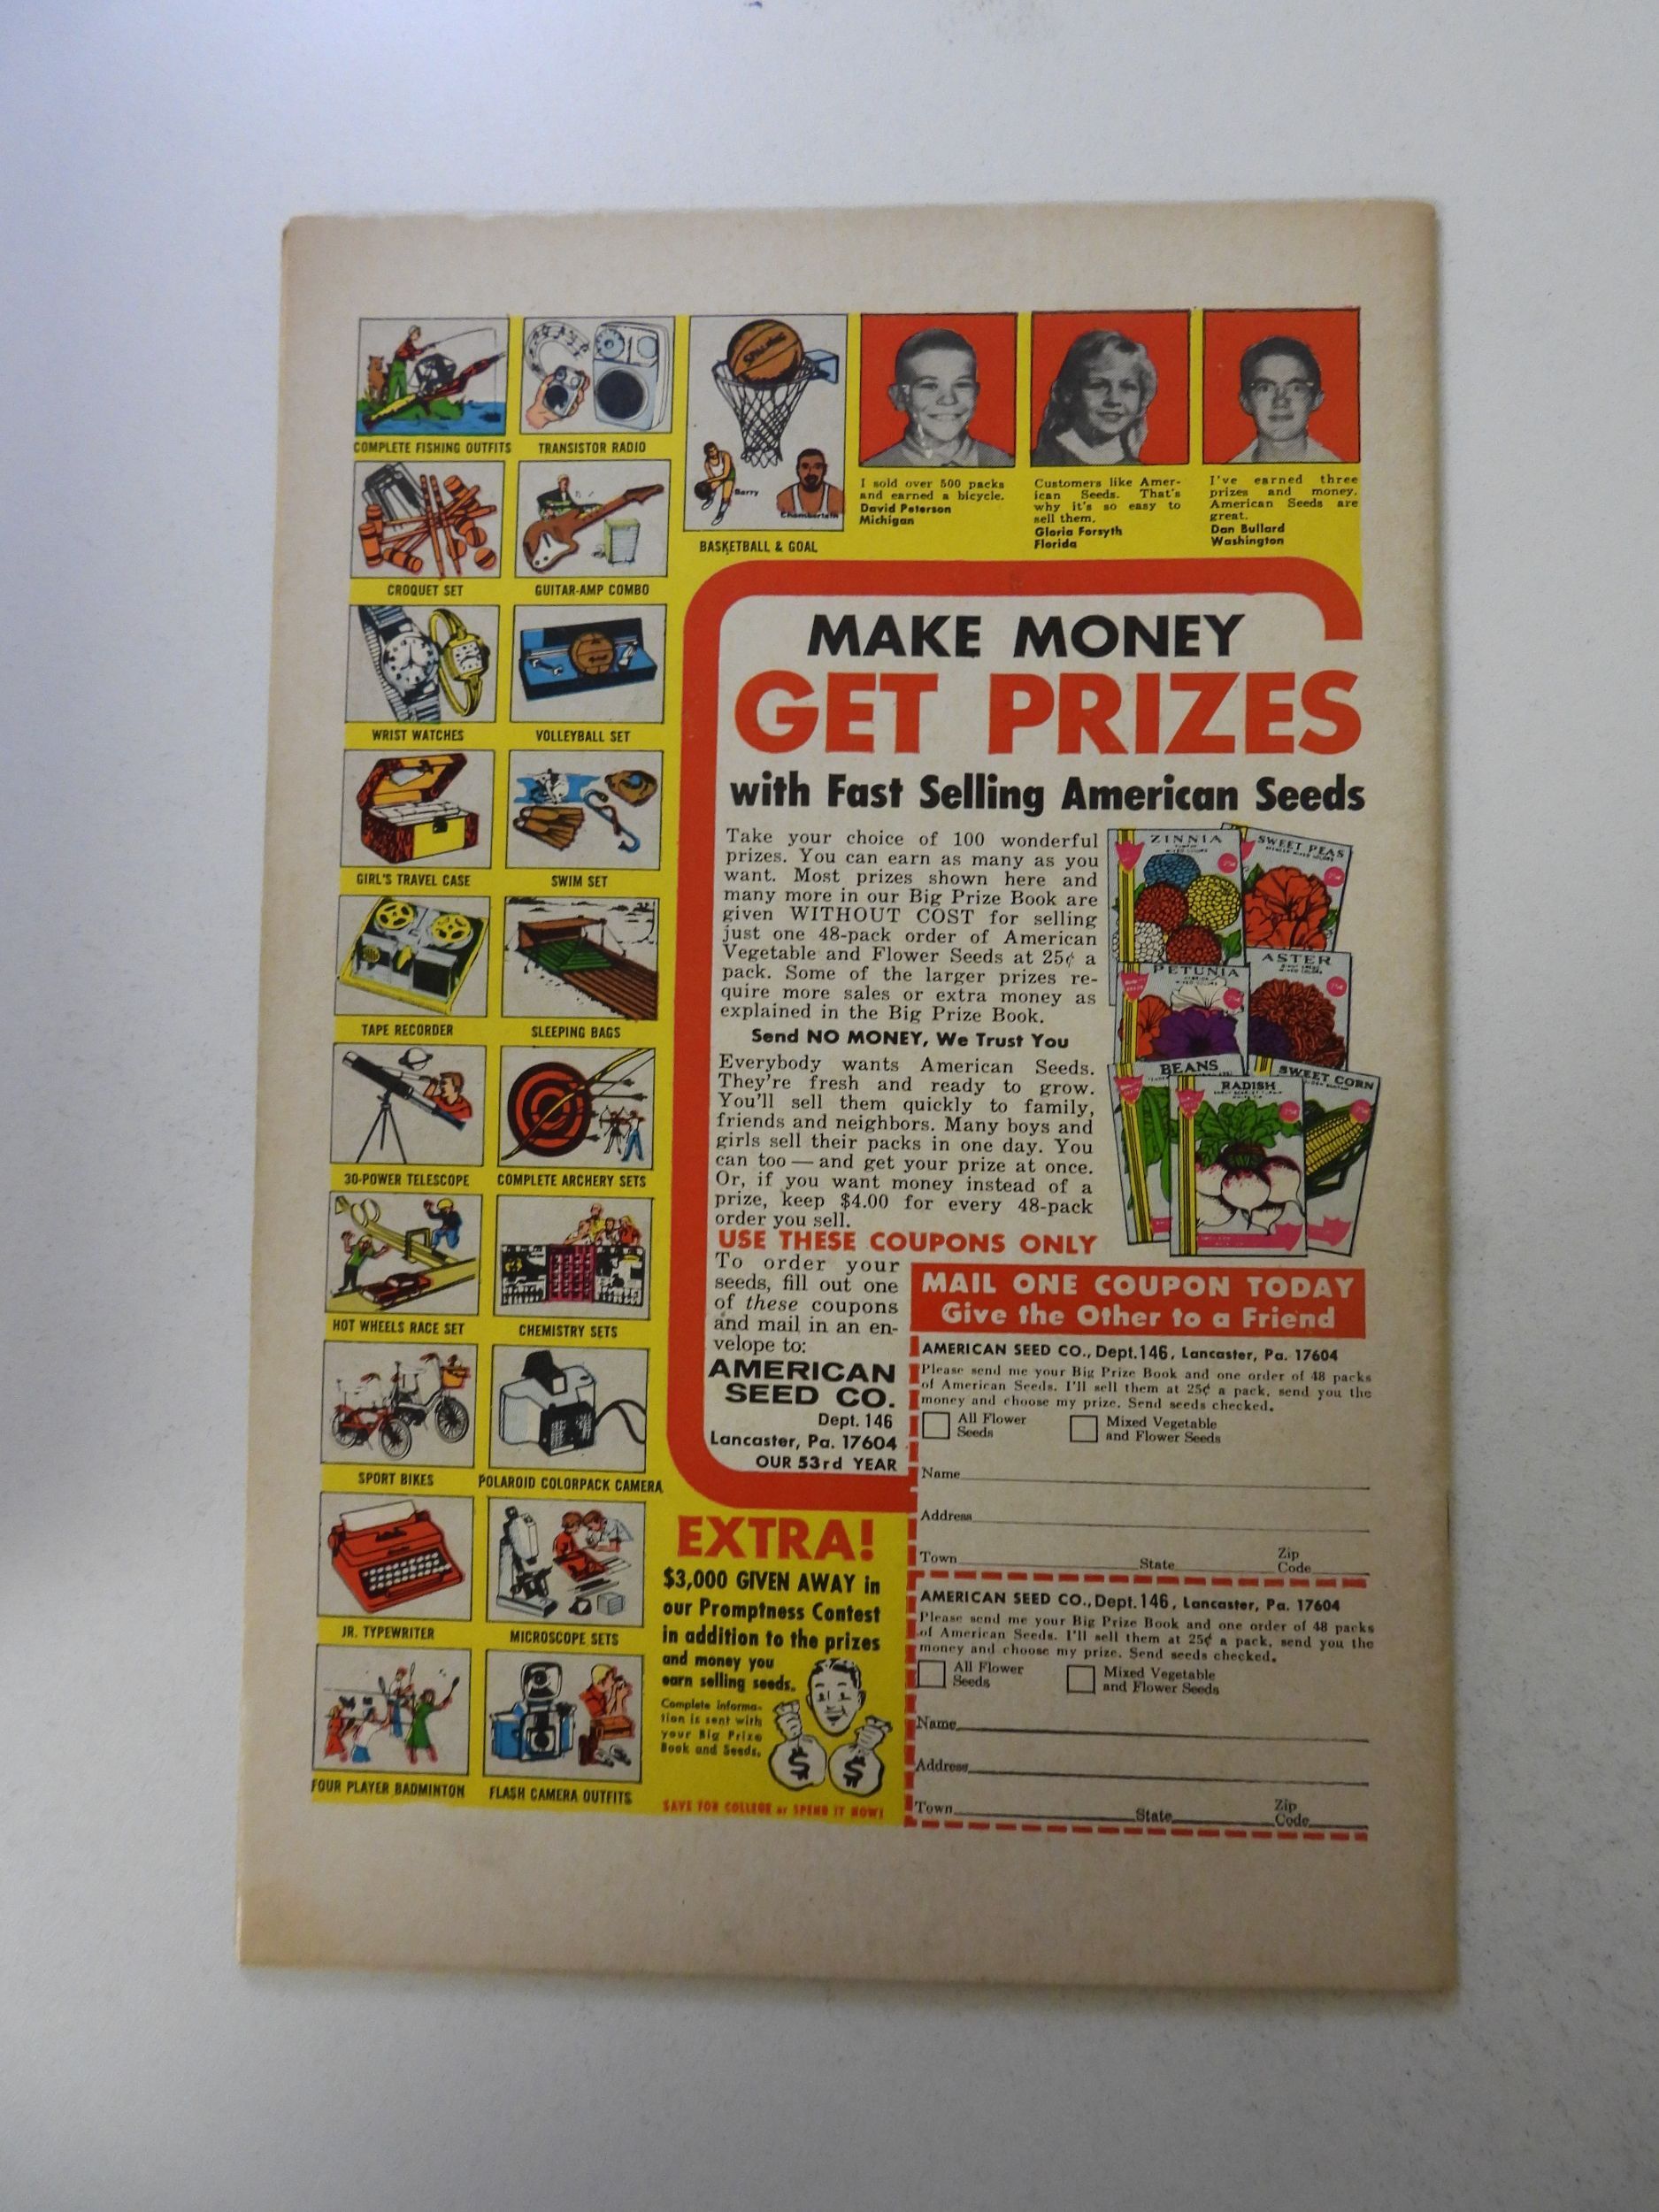 COMPLETE FISHING OUTFITS
TRANSISTOR RADIO
CROQUET SET
GUITAR-AMP COMBO
WRIST WATCHES
VOLLEYBALL SET
GIRL'S TRAVEL CASE
SWIM SET
TAPE RECORDER
SLEEPING BAGS
30-POWER TELESCOPE
COMPLETE ARCHERY SETS
HOT WHEELS RACE SET
CHEMISTRY SETS
SPORT BIKES
POLAROID COLORPACK CAMERA
JR. TYPEWRITER
MICROSCOPE SETS
FOUR PLAYER BADMINTON
FLASH CAMERA OUTFITS
SPALDING
Barry
Chamberlain
BASKETBALL & GOAL
I sold over 500 packs
and earned a bicycle.
David Peterson
Michigan
Customers like Amer-
ican Seeds. That's
why it's so easy to
sell them.
Gloria Forsyth
Florida
I've earned three
prizes and money.
American Seeds are
great.
Dan Bullard
Washington
MAKE MONEY
GET PRIZES
with Fast Selling American Seeds
Take your choice of 100 wonderful
prizes. You can earn as many as you
want. Most prizes shown here and
many more in our Big Prize Book are
given WITHOUT COST for selling
just one 48-pack order of American
Vegetable and Flower Seeds at 25¢ a
pack. Some of the larger prizes re-
quire more sales or extra money as
explained in the Big Prize Book.
Send NO MONEY, We Trust You
Everybody wants American Seeds.
They're fresh and ready to grow.
You'll sell them quickly to family,
friends and neighbors. Many boys and
girls sell their packs in one day. You
can too — and get your prize at once.
Or, if you want money instead of a
prize, keep $4.00 for every 48-pack
order you sell.
ZINNIA
SWEET PEAS
PETUNIA
ASTER
BEANS
RADISH
SWEET CORN
USE THESE COUPONS ONLY
To order your
seeds, fill out one
of these coupons
and mail in an en-
velope to:
AMERICAN
SEED CO.
Dept. 146
Lancaster, Pa. 17604
OUR 53rd YEAR
EXTRA!
$3,000 GIVEN AWAY in
our Promptness Contest
in addition to the prizes
and money you
earn selling seeds.
Complete informa-
tion is sent with
your Big Prize
Book and Seeds.
$ $
SAVE FOR COLLEGE or SPEND IT NOW!
MAIL ONE COUPON TODAY
Give the Other to a Friend
AMERICAN SEED CO., Dept. 146, Lancaster, Pa. 17604
Please send me your Big Prize Book and one order of 48 packs
of American Seeds. I'll sell them at 25¢ a pack, send you the
money and choose my prize. Send seeds checked.
All Flower Seeds
Mixed Vegetable and Flower Seeds
Name
Address
Town State Zip Code
AMERICAN SEED CO., Dept. 146, Lancaster, Pa. 17604
Please send me your Big Prize Book and one order of 48 packs
of American Seeds. I'll sell them at 25¢ a pack, send you the
money and choose my prize. Send seeds checked.
All Flower Seeds
Mixed Vegetable and Flower Seeds
Name
Address
Town State Zip Code